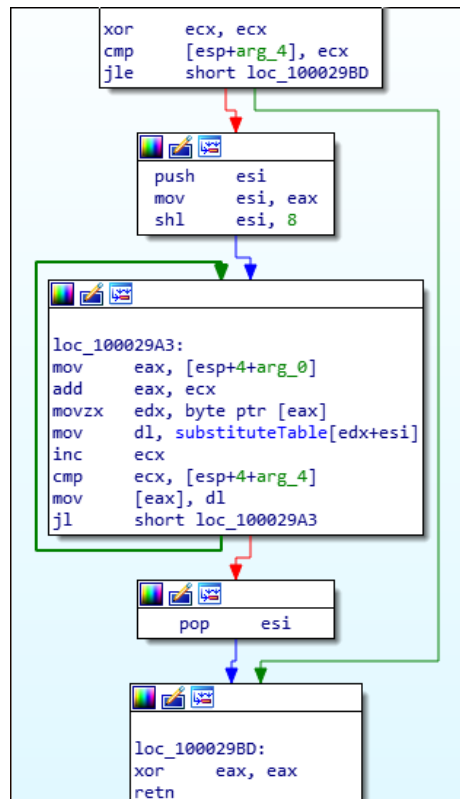 xor ecx, ecx
cmp [esp+arg_4], ecx
jle short loc_100029BD
push esi
mov esi, eax
shl esi, 8
loc_100029A3:
mov eax, [esp+4+arg_0]
add eax, ecx
movzx edx, byte ptr [eax]
mov dl, substituteTable[edx+esi]
inc ecx
cmp ecx, [esp+4+arg_4]
mov [eax], dl
jl short loc_100029A3
pop esi
loc_100029BD:
xor eax, eax
retn